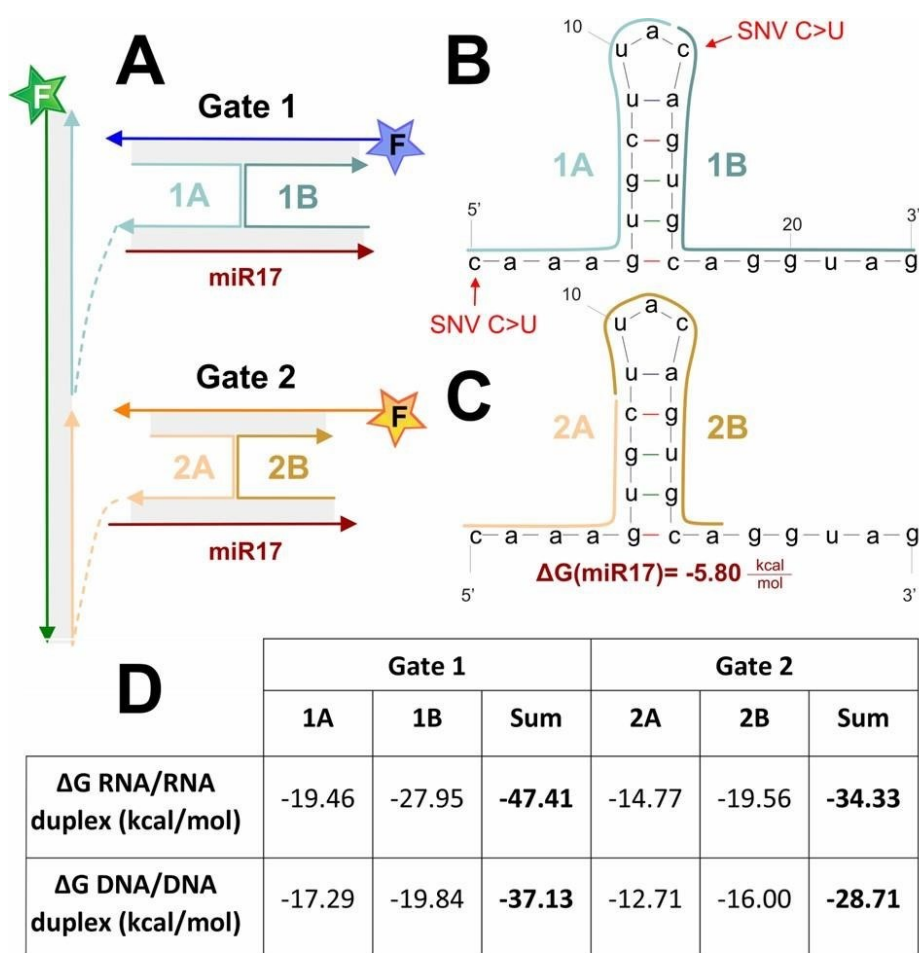 A
F
Gate 1
F
1A
1B
miR17
Gate 2
F
2A
2B
miR17
B
SNV C>U
10
a
u c
u – a
c – g
g – u
u – g
1A
1B
5'
20
3'
c – a – a – a – g – c – a – g – g – u – a – g
SNV C>U
C
10
a
u c
u – a
c – g
g – u
u – g
2A
2B
c – a – a – a – g – c – a – g – g – u – a – g
ΔG(miR17)= -5.80 kcal/mol
5'
3'
D
Gate 1 Gate 2
1A 1B Sum 2A 2B Sum
ΔG RNA/RNA
duplex (kcal/mol) -19.46 -27.95 -47.41 -14.77 -19.56 -34.33
ΔG DNA/DNA
duplex (kcal/mol) -17.29 -19.84 -37.13 -12.71 -16.00 -28.71